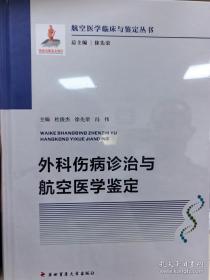 航空医学临床与鉴定丛书
总主编 徐先荣
主编 杜俊杰 徐先荣 冯伟
WAIKE SHANGBING ZHENZHI YU
HANGKONG YIXUE JIANDING
外科伤病诊治与
航空医学鉴定